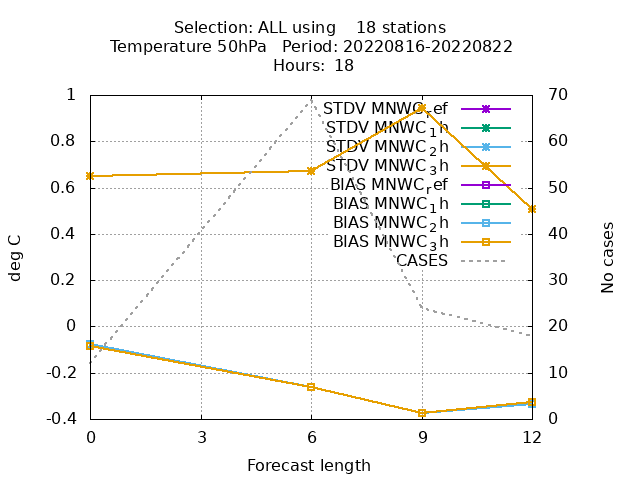 Selection: ALL using    18 stations
Temperature 50hPa   Period: 20220816-20220822
Hours: 18
1
0.8
0.6
0.4
0.2
0
-0.2
-0.4
deg C
70
60
50
40
30
20
10
0
No cases
STDV MNWC_ref
STDV MNWC_1h
STDV MNWC_2h
STDV MNWC_3h
BIAS MNWC_ref
BIAS MNWC_1h
BIAS MNWC_2h
BIAS MNWC_3h
CASES
0 3 6 9 12
Forecast length